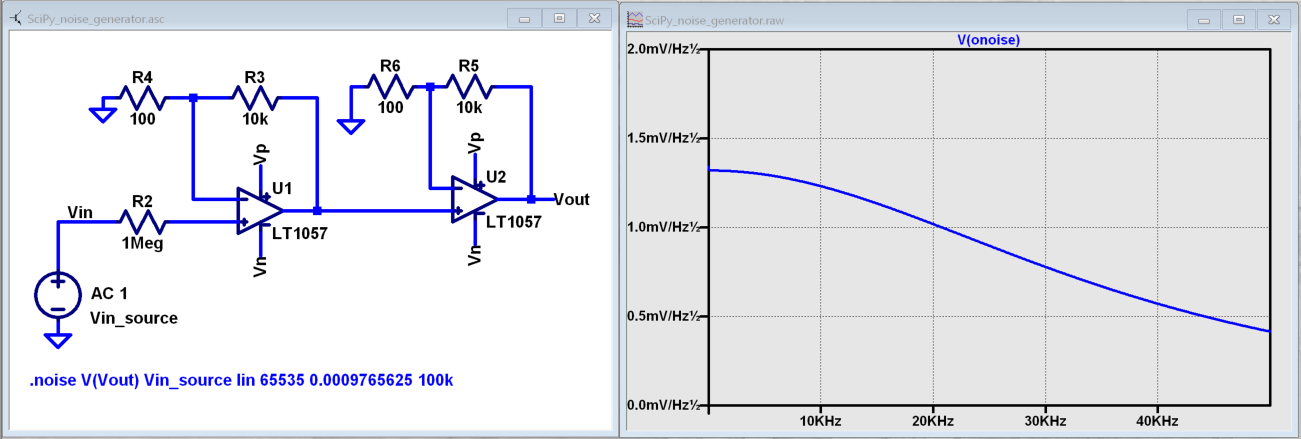 SciPy_noise_generator.asc
R4
100
R3
10k
R6
100
R5
10k
Vp
U1
LT1057
Vn
Vp
U2
LT1057
Vn
Vout
Vin
R2
1Meg
AC 1
Vin_source
.noise V(Vout) Vin_source lin 65535 0.0009765625 100k
SciPy_noise_generator.raw
V(onoise)
2.0mV/Hz½
1.5mV/Hz½
1.0mV/Hz½
0.5mV/Hz½
0.0mV/Hz½
10KHz 20KHz 30KHz 40KHz